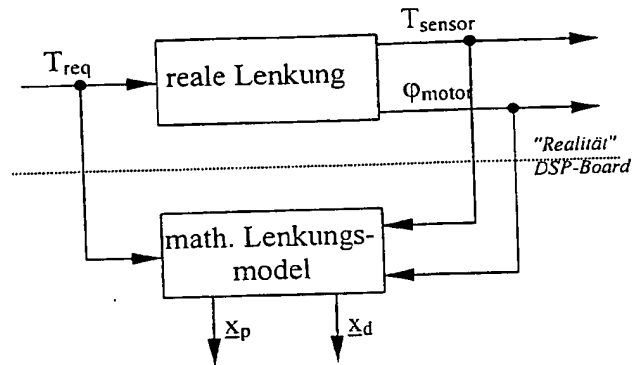 T_sensor
T_req
reale Lenkung
φ_motor
"Realität"
DSP-Board
math. Lenkungs-
model
x_p
x_d